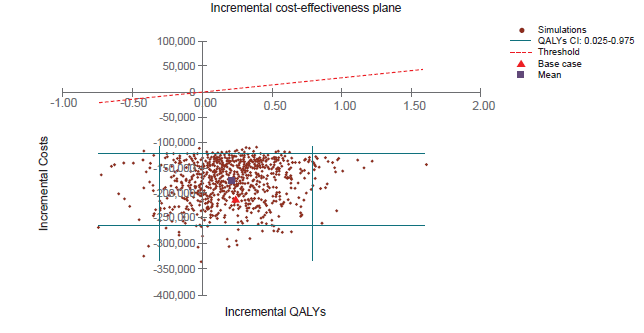 Incremental cost-effectiveness plane
Simulations
QALYs CI: 0.025-0.975
Threshold
Base case
Mean
100,000
50,000
0
-50,000
-100,000
-150,000
-200,000
-250,000
-300,000
-350,000
-400,000
-1.00 -0.50 0.00 0.50 1.00 1.50 2.00
Incremental Costs
Incremental QALYs